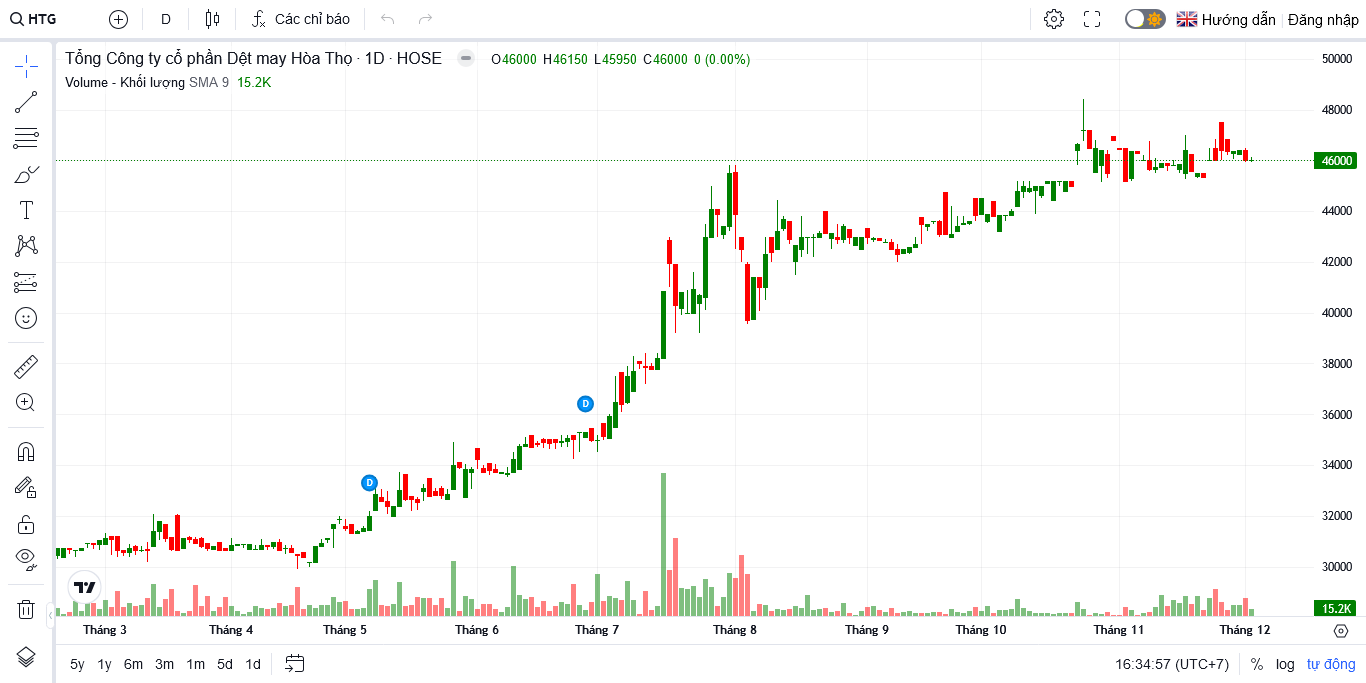 HTG D Các chỉ báo Hướng dẫn Đăng nhập
Tổng Công ty cổ phần Dệt may Hòa Thọ · 1D · HOSE O46000 H46150 L45950 C46000 0 (0.00%)
Volume - Khối lượng SMA 9 15.2K
50000
48000
46000
44000
42000
40000
38000
36000
34000
32000
30000
15.2K
D
D
Tháng 3 Tháng 4 Tháng 5 Tháng 6 Tháng 7 Tháng 8 Tháng 9 Tháng 10 Tháng 11 Tháng 12
5y 1y 6m 3m 1m 5d 1d 16:34:57 (UTC+7) % log tự động